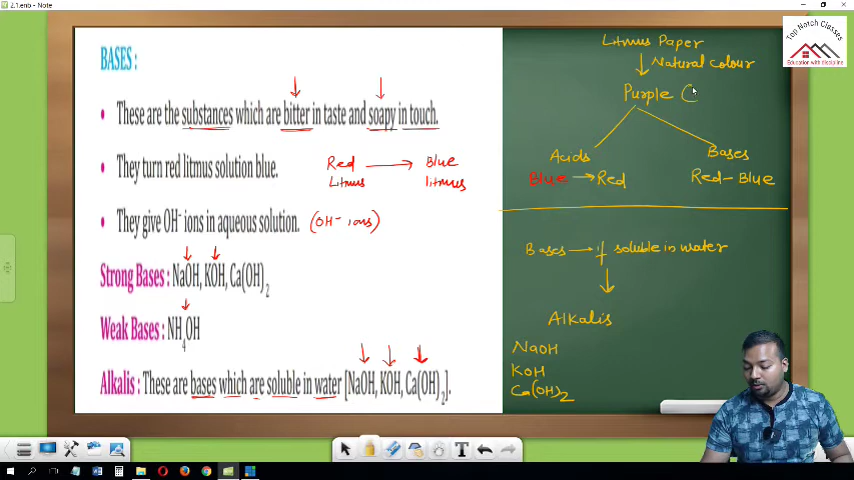 2.1.enb - Note
Top Notch Classes
Education with discipline
BASES :
• These are the substances which are bitter in taste and soapy in touch.
• They turn red litmus solution blue.
Red → Blue
Litmus litmus
• They give OH⁻ ions in aqueous solution. (OH⁻ ions)
Strong Bases : NaOH, KOH, Ca(OH)₂
Weak Bases : NH₄OH
Alkalis : These are bases which are soluble in water [NaOH, KOH, Ca(OH)₂].
Litmus Paper
Natural colour
Purple (
Acids Bases
Blue → Red Red - Blue
Bases → if soluble in water
Alkalis
NaOH
KOH
Ca(OH)₂